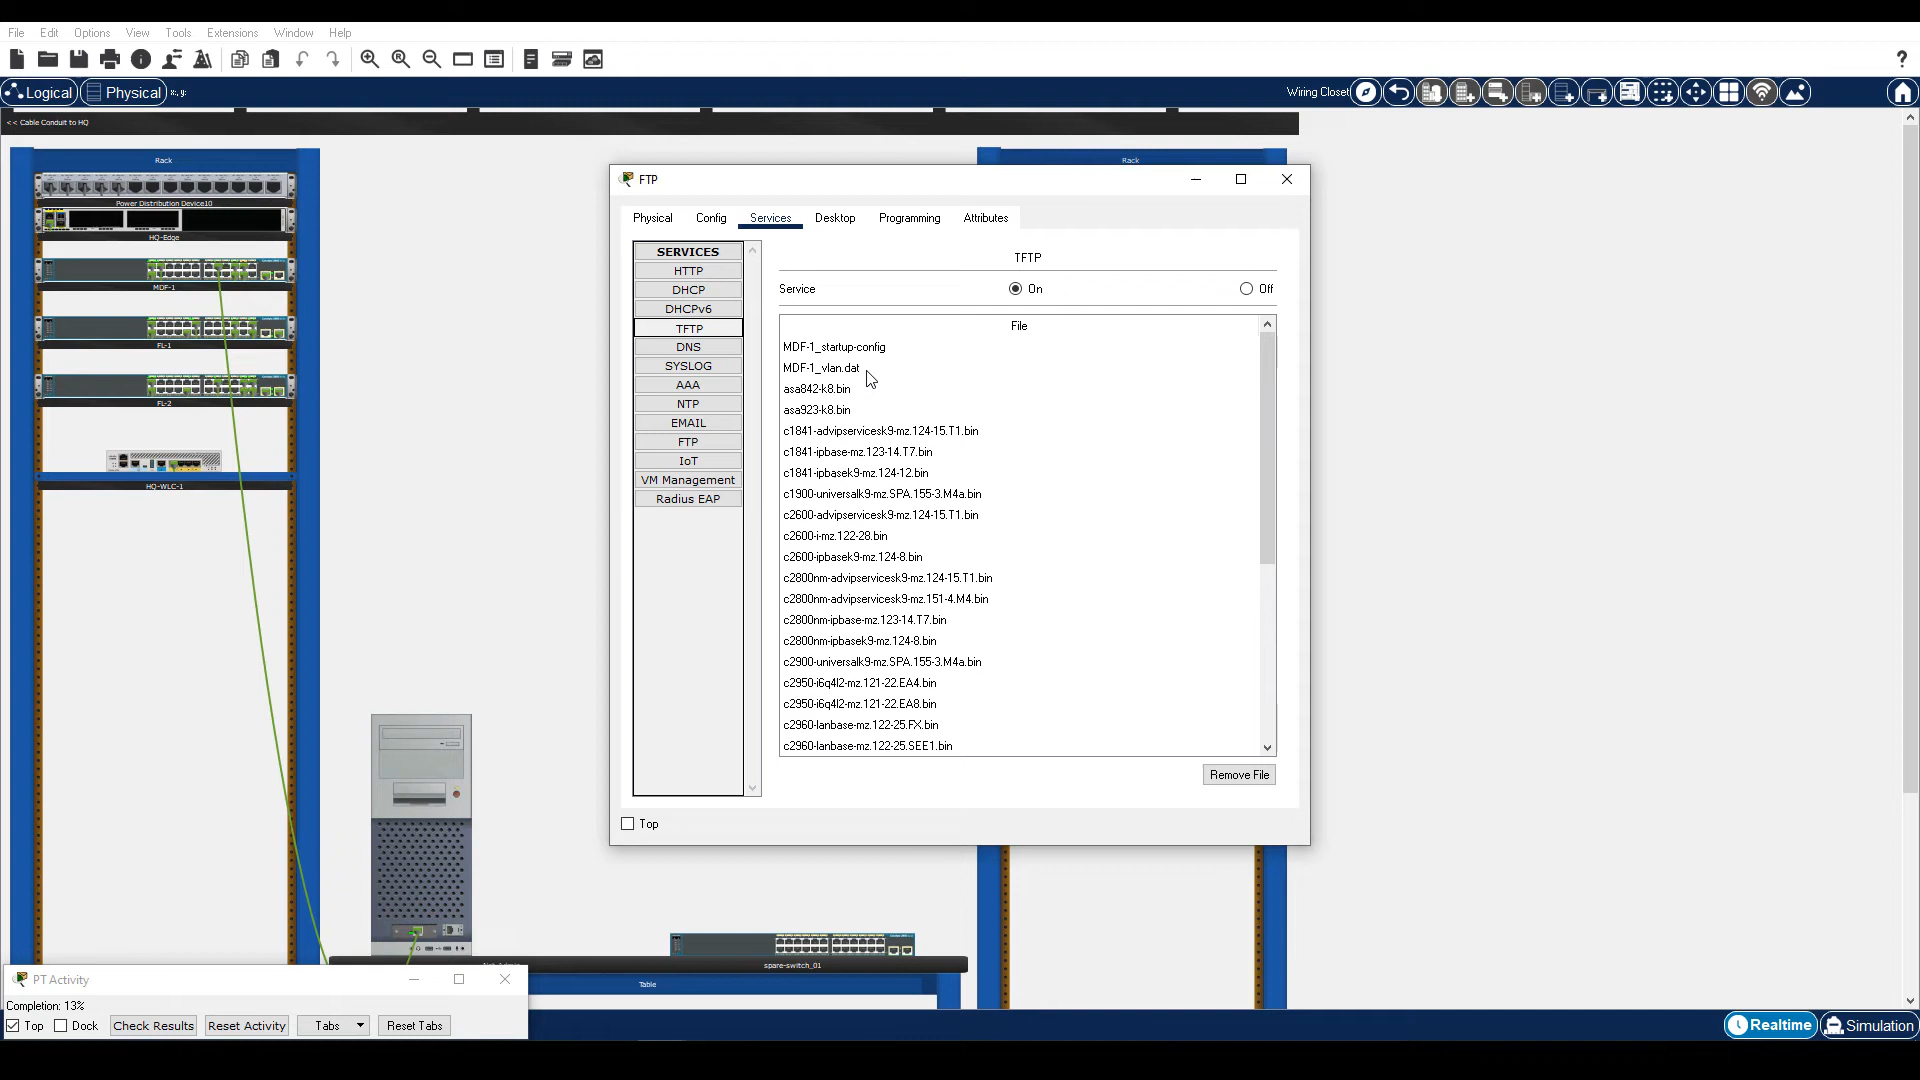 File Edit Options View Tools Extensions Window Help
?
Logical Physical x, y:
Wiring Closet
<< Cable Conduit to HQ
Rack
Power Distribution Device10
HQ-Edge
MDF-1
FL-1
FL-2
HQ-WLC-1
Rack
FTP
Physical Config Services Desktop Programming Attributes
SERVICES
HTTP
DHCP
DHCPv6
TFTP
DNS
SYSLOG
AAA
NTP
EMAIL
FTP
IoT
VM Management
Radius EAP
TFTP
Service On Off
File
MDF-1_startup-config
MDF-1_vlan.dat
asa842-k8.bin
asa923-k8.bin
c1841-advipservicesk9-mz.124-15.T1.bin
c1841-ipbase-mz.123-14.T7.bin
c1841-ipbasek9-mz.124-12.bin
c1900-universalk9-mz.SPA.155-3.M4a.bin
c2600-advipservicesk9-mz.124-15.T1.bin
c2600-i-mz.122-28.bin
c2600-ipbasek9-mz.124-8.bin
c2800nm-advipservicesk9-mz.124-15.T1.bin
c2800nm-advipservicesk9-mz.151-4.M4.bin
c2800nm-ipbase-mz.123-14.T7.bin
c2800nm-ipbasek9-mz.124-8.bin
c2900-universalk9-mz.SPA.155-3.M4a.bin
c2950-i6q4l2-mz.121-22.EA4.bin
c2950-i6q4l2-mz.121-22.EA8.bin
c2960-lanbase-mz.122-25.FX.bin
c2960-lanbase-mz.122-25.SEE1.bin
Remove File
Top
spare-switch_01
Table
PT Activity
Completion: 13%
Top Dock Check Results Reset Activity Tabs Reset Tabs
Realtime Simulation